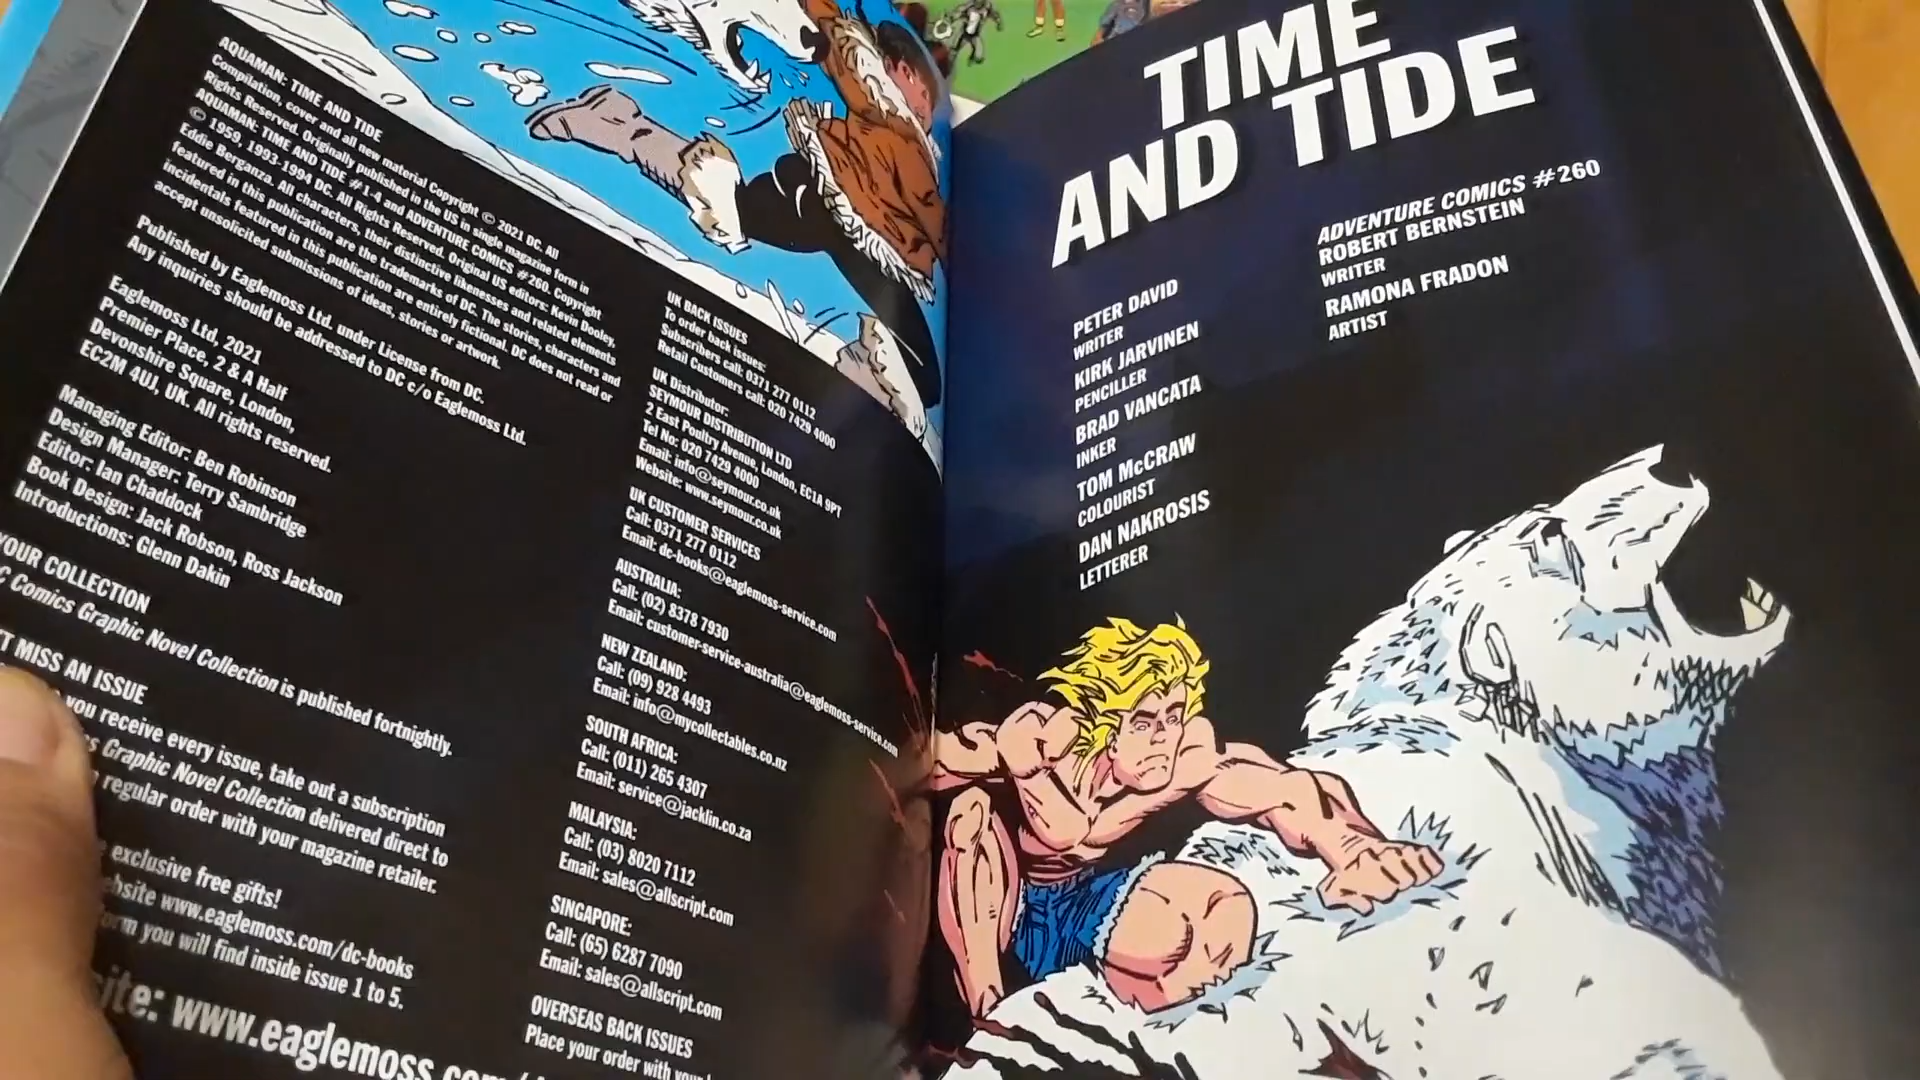 AQUAMAN: TIME AND TIDE
Compilation, cover and all new material Copyright © 2021 DC. All
Rights Reserved. Originally published in the US in single magazine form in
AQUAMAN: TIME AND TIDE #1-4 and ADVENTURE COMICS #260. Copyright
© 1959, 1993-1994 DC. All Rights Reserved. Original US editors: Kevin Dooley,
Eddie Berganza. All characters, their distinctive likenesses and related elements
featured in this publication are the trademarks of DC. The stories, characters and
incidentals featured in this publication are entirely fictional. DC does not read or
accept unsolicited submissions of ideas, stories or artwork.
Published by Eaglemoss Ltd. under License from DC.
Any inquiries should be addressed to DC c/o Eaglemoss Ltd.
Eaglemoss Ltd, 2021
Premier Place, 2 & A Half
Devonshire Square, London,
EC2M 4UJ, UK. All rights reserved.
Managing Editor: Ben Robinson
Design Manager: Terry Sambridge
Editor: Ian Chaddock
Book Design: Jack Robson, Ross Jackson
Introductions: Glenn Dakin
YOUR COLLECTION
Comics Graphic Novel Collection is published fortnightly.
MISS AN ISSUE
you receive every issue, take out a subscription
Graphic Novel Collection delivered direct to
regular order with your magazine retailer.
exclusive free gifts!
www.eaglemoss.com/dc-books
you will find inside issue 1 to 5.
www.eaglemoss
UK BACK ISSUES
To order back issues:
Subscribers call: 0371 277 0112
Retail Customers call: 020 7429 4000
UK Distributor:
SEYMOUR DISTRIBUTION LTD
2 East Poultry Avenue, London, EC1A 9PT
Tel No: 020 7429 4000
Email: info@seymour.co.uk
Website: www.seymour.co.uk
UK CUSTOMER SERVICES
Call: 0371 277 0112
Email: dc-books@eaglemoss-service.com
AUSTRALIA:
Call: (02) 8378 7930
Email: customer-service-australia@eaglemoss-service.com
NEW ZEALAND:
Call: (09) 928 4493
Email: info@mycollectables.co.nz
SOUTH AFRICA:
Call: (011) 265 4307
Email: service@jacklin.co.za
MALAYSIA:
Call: (03) 8020 7112
Email: sales@allscript.com
SINGAPORE:
Call: (65) 6287 7090
Email: sales@allscript.com
OVERSEAS BACK ISSUES
Place your order with your
TIME
AND TIDE
PETER DAVID
WRITER
KIRK JARVINEN
PENCILLER
BRAD VANCATA
INKER
TOM McCRAW
COLOURIST
DAN NAKROSIS
LETTERER
ADVENTURE COMICS #260
ROBERT BERNSTEIN
WRITER
RAMONA FRADON
ARTIST